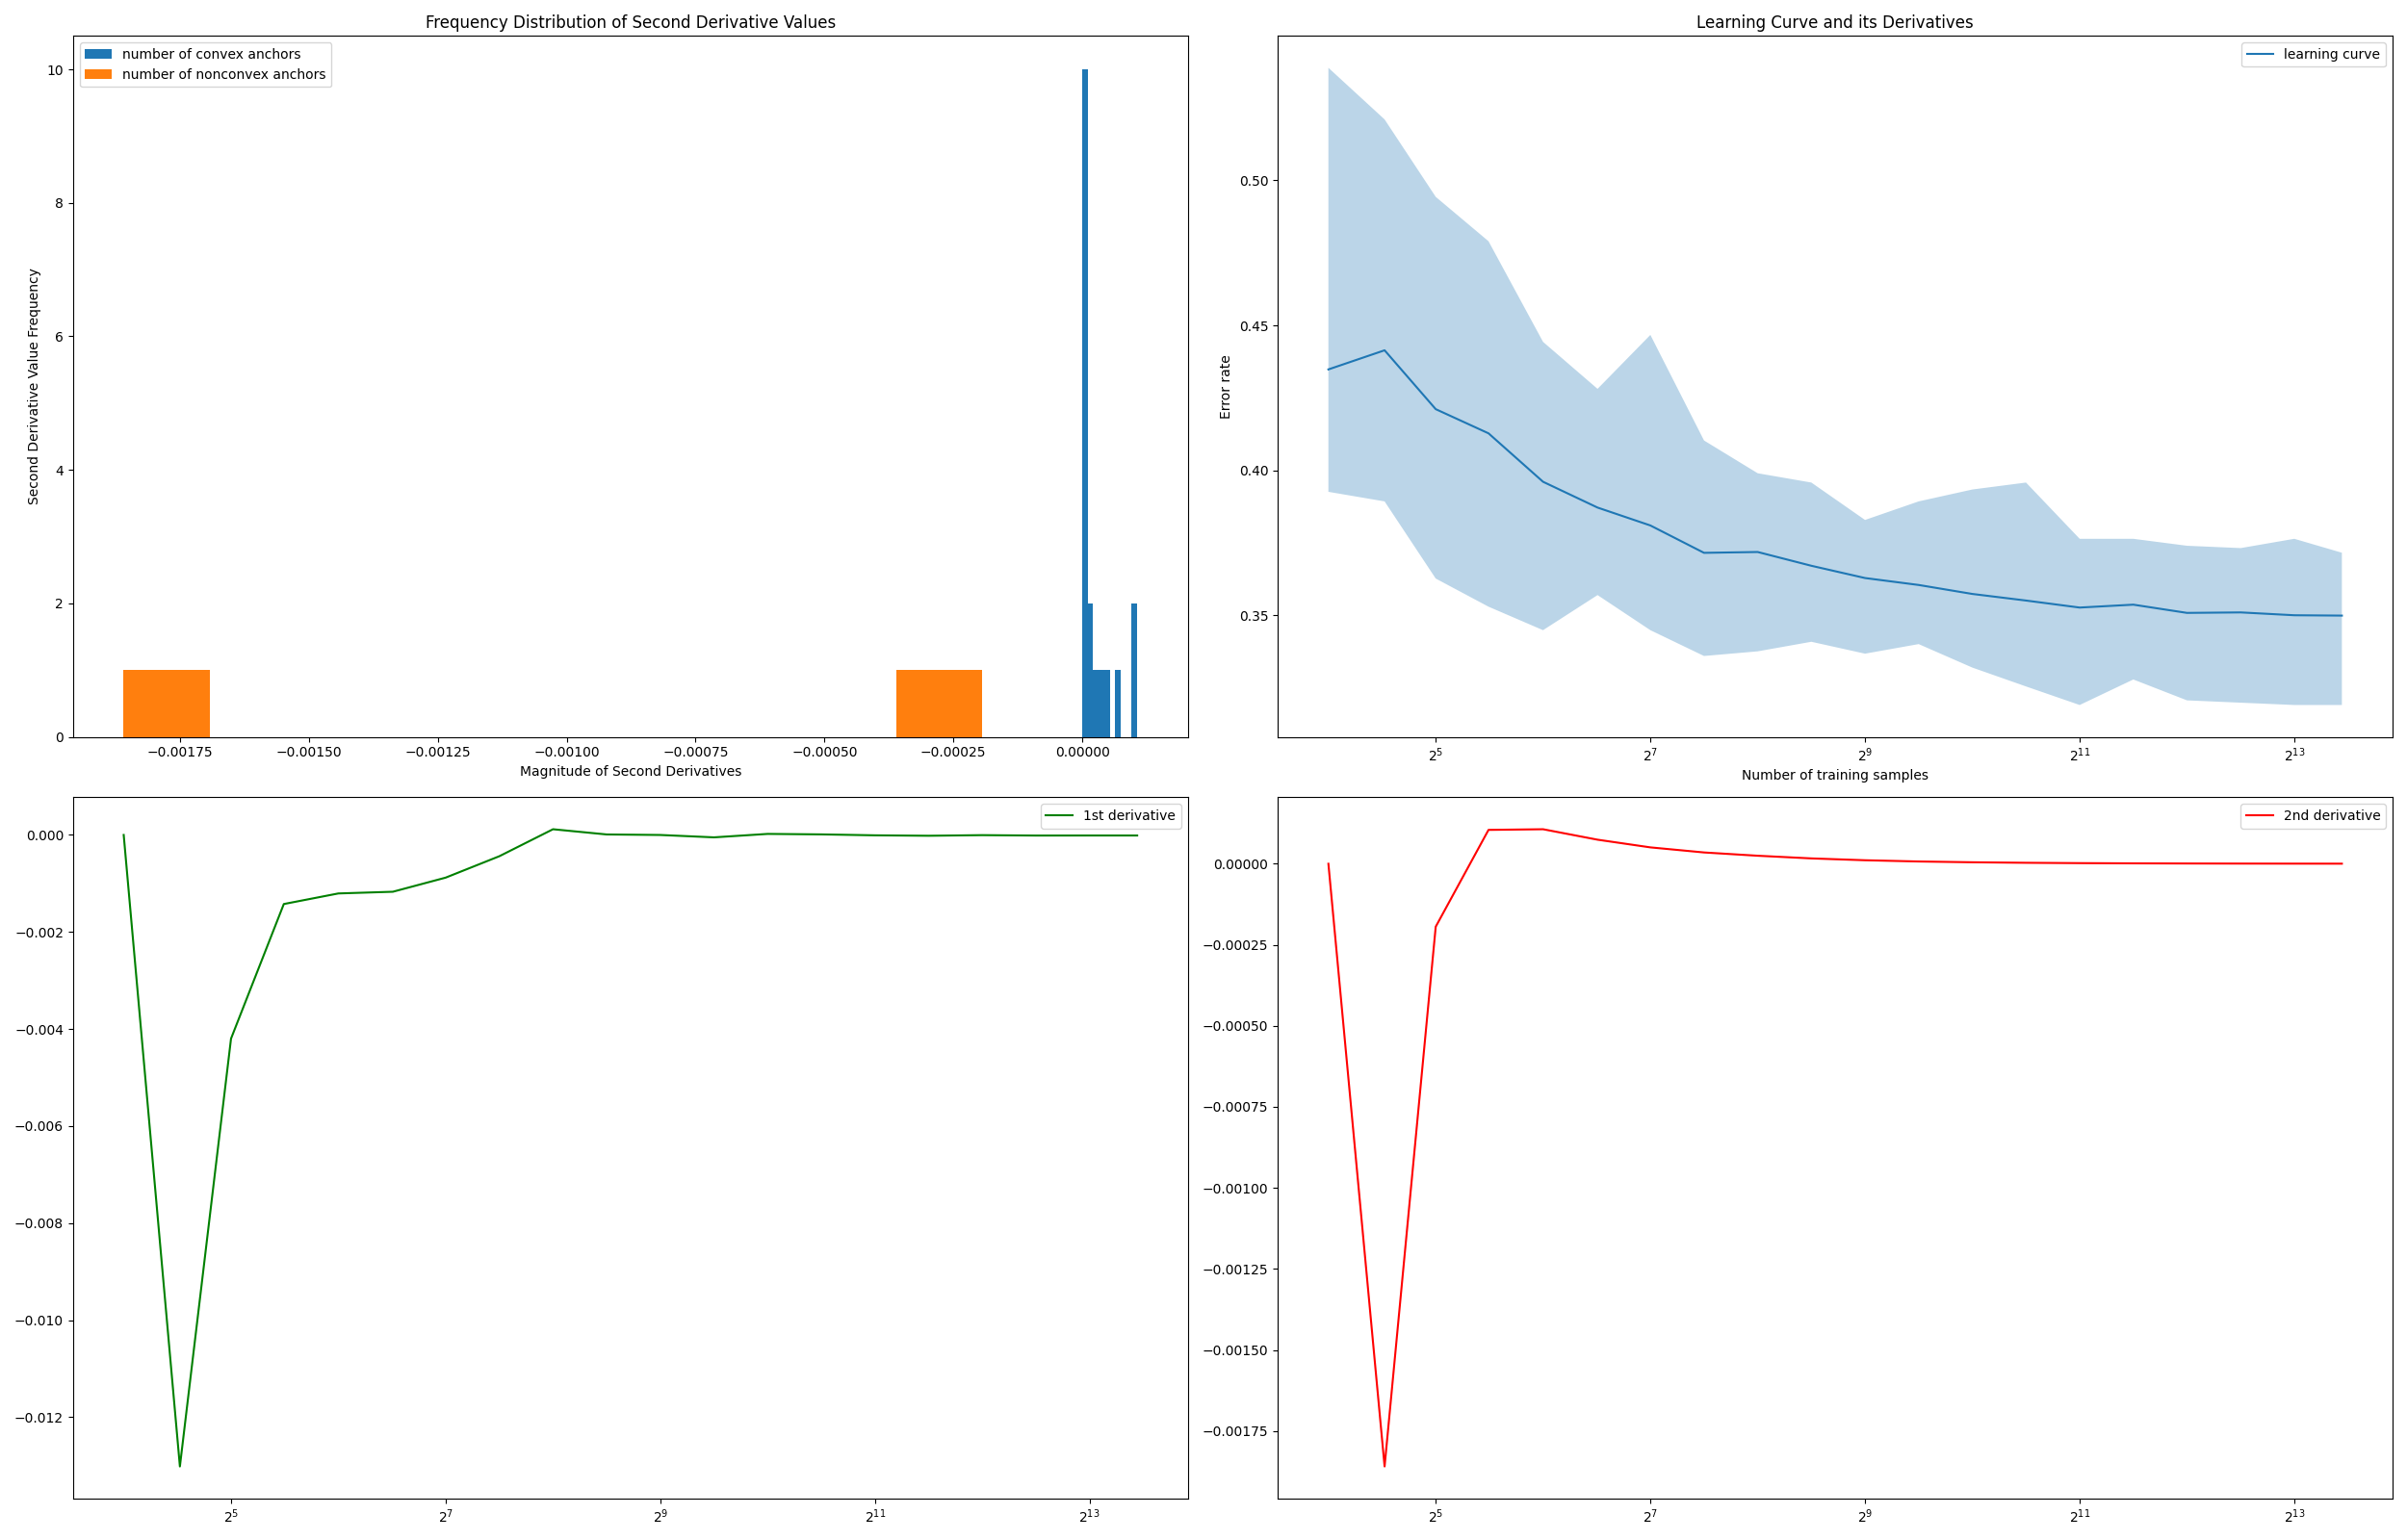 Frequency Distribution of Second Derivative Values
number of convex anchors
number of nonconvex anchors
Second Derivative Value Frequency
10
8
6
4
2
0
−0.00175 −0.00150 −0.00125 −0.00100 −0.00075 −0.00050 −0.00025 0.00000
Magnitude of Second Derivatives
Learning Curve and its Derivatives
learning curve
Error rate
0.50
0.45
0.40
0.35
2^5 2^7 2^9 2^11 2^13
Number of training samples
1st derivative
0.000
−0.002
−0.004
−0.006
−0.008
−0.010
−0.012
2^5 2^7 2^9 2^11 2^13
2nd derivative
0.00000
−0.00025
−0.00050
−0.00075
−0.00100
−0.00125
−0.00150
−0.00175
2^5 2^7 2^9 2^11 2^13